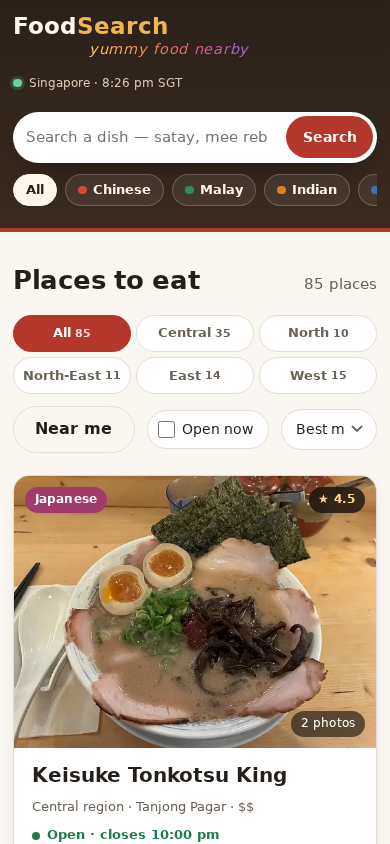 FoodSearch
yummy food nearby
Singapore · 8:26 pm SGT
Search a dish — satay, mee reb
Search
All
Chinese
Malay
Indian
Places to eat
85 places
All 85
Central 35
North 10
North-East 11
East 14
West 15
Near me
Open now
Best m
Japanese
★ 4.5
2 photos
Keisuke Tonkotsu King
Central region · Tanjong Pagar · $$
Open · closes 10:00 pm